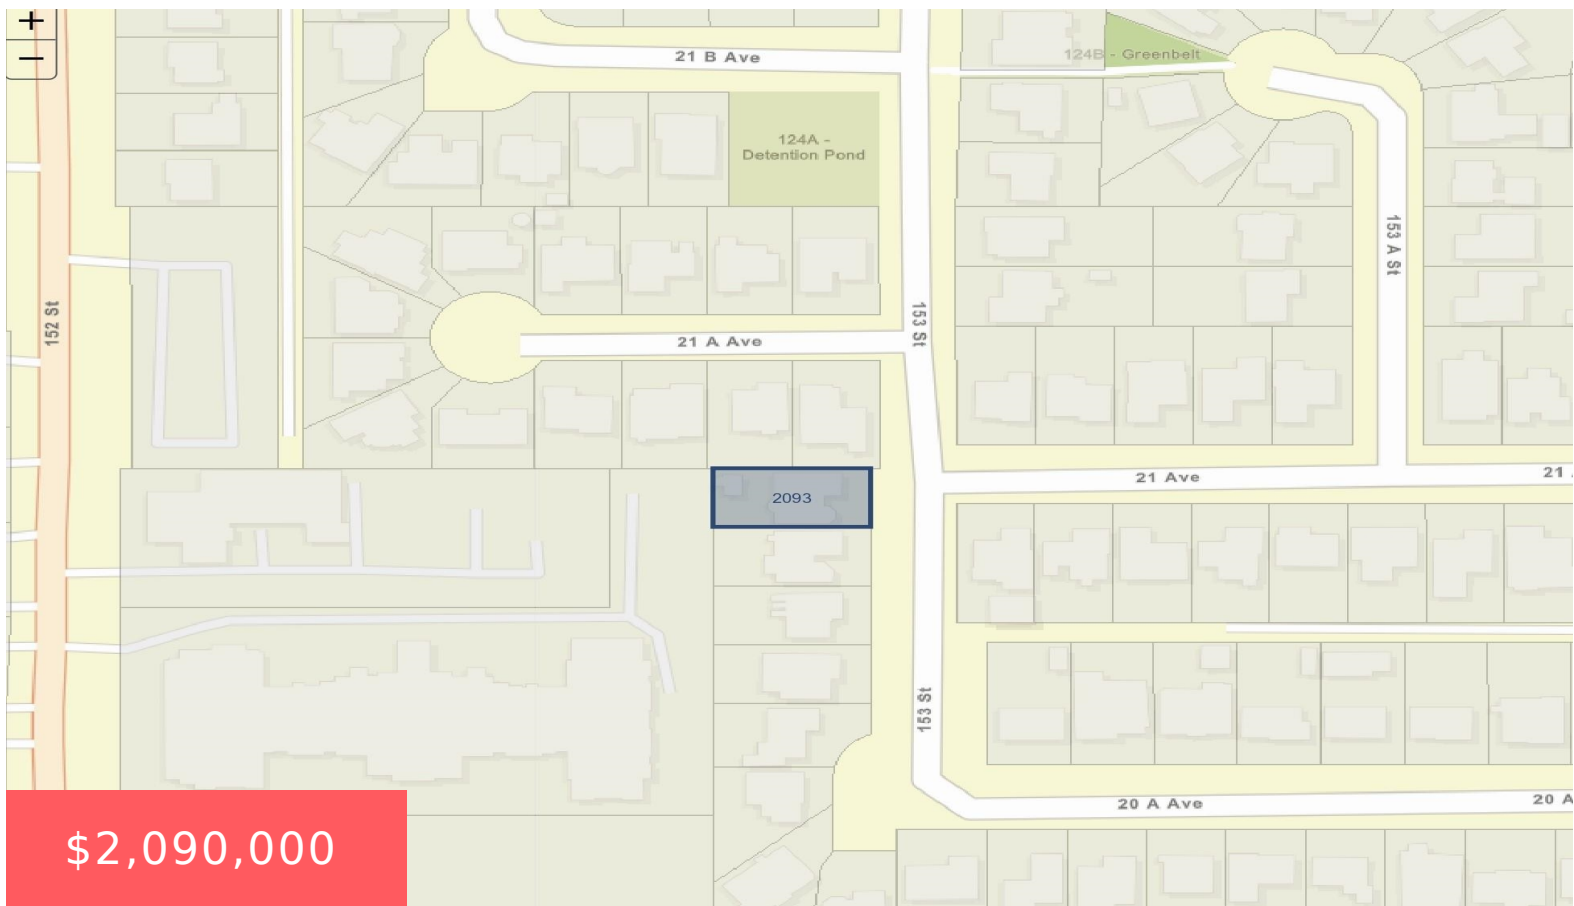 +
−
21 B Ave
124B - Greenbelt
124A -
Detention Pond
153 A St
152 St
153 St
21 A Ave
21 Ave
21
2093
153 St
20 A Ave
20 A
$2,090,000